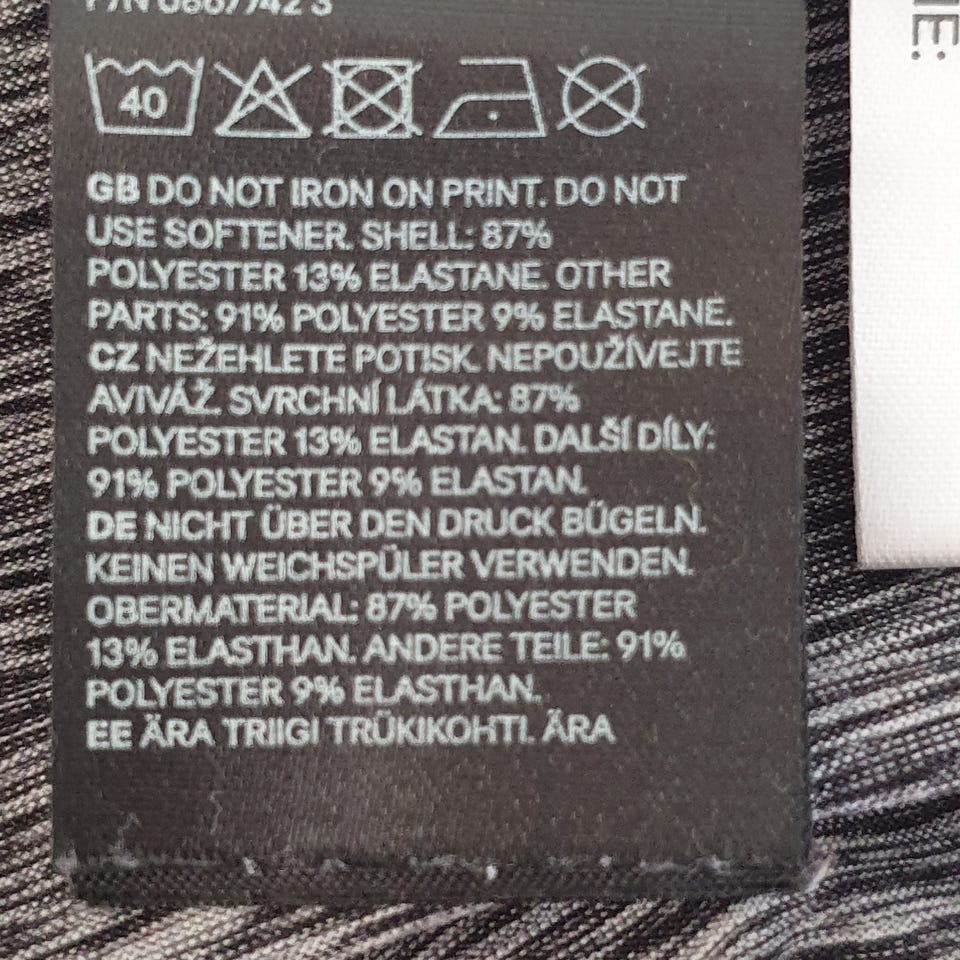 40
GB DO NOT IRON ON PRINT. DO NOT
USE SOFTENER. SHELL: 87%
POLYESTER 13% ELASTANE. OTHER
PARTS: 91% POLYESTER 9% ELASTANE.
CZ NEŽEHLETE POTISK. NEPOUŽÍVEJTE
AVIVÁŽ. SVRCHNÍ LÁTKA: 87%
POLYESTER 13% ELASTAN. DALŠÍ DÍLY:
91% POLYESTER 9% ELASTAN.
DE NICHT ÜBER DEN DRUCK BÜGELN.
KEINEN WEICHSPÜLER VERWENDEN.
OBERMATERIAL: 87% POLYESTER
13% ELASTHAN. ANDERE TEILE: 91%
POLYESTER 9% ELASTHAN.
EE ÄRA TRIIGI TRÜKIKOHTI. ÄRA